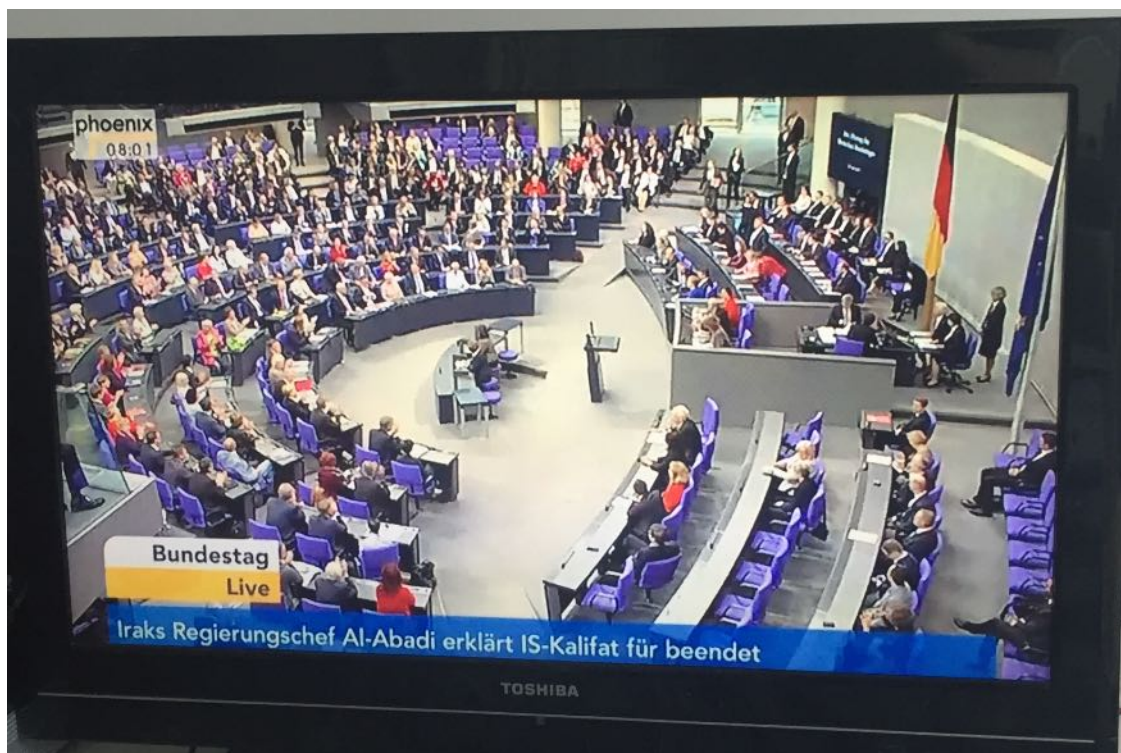 phoenix
08:01
Bundestag
Live
Iraks Regierungschef Al-Abadi erklärt IS-Kalifat für beendet
TOSHIBA